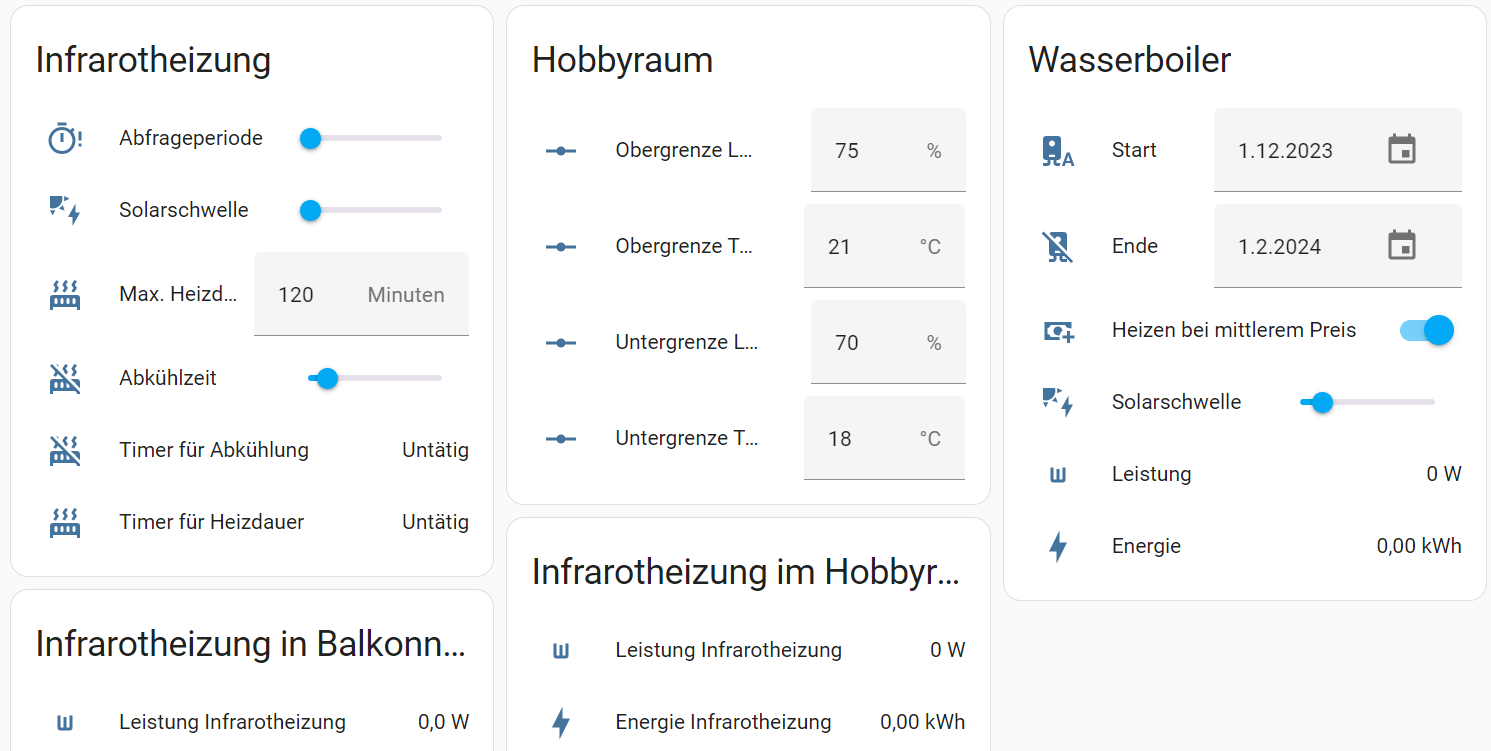 Infrarotheizung
Abfrageperiode
Solarschwelle
Max. Heizd... 120 Minuten
Abkühlzeit
Timer für Abkühlung Untätig
Timer für Heizdauer Untätig
Infrarotheizung in Balkonn...
Leistung Infrarotheizung 0,0 W
Hobbyraum
Obergrenze L... 75 %
Obergrenze T... 21 °C
Untergrenze L... 70 %
Untergrenze T... 18 °C
Infrarotheizung im Hobbyr...
Leistung Infrarotheizung 0 W
Energie Infrarotheizung 0,00 kWh
Wasserboiler
Start 1.12.2023
Ende 1.2.2024
Heizen bei mittlerem Preis
Solarschwelle
Leistung 0 W
Energie 0,00 kWh